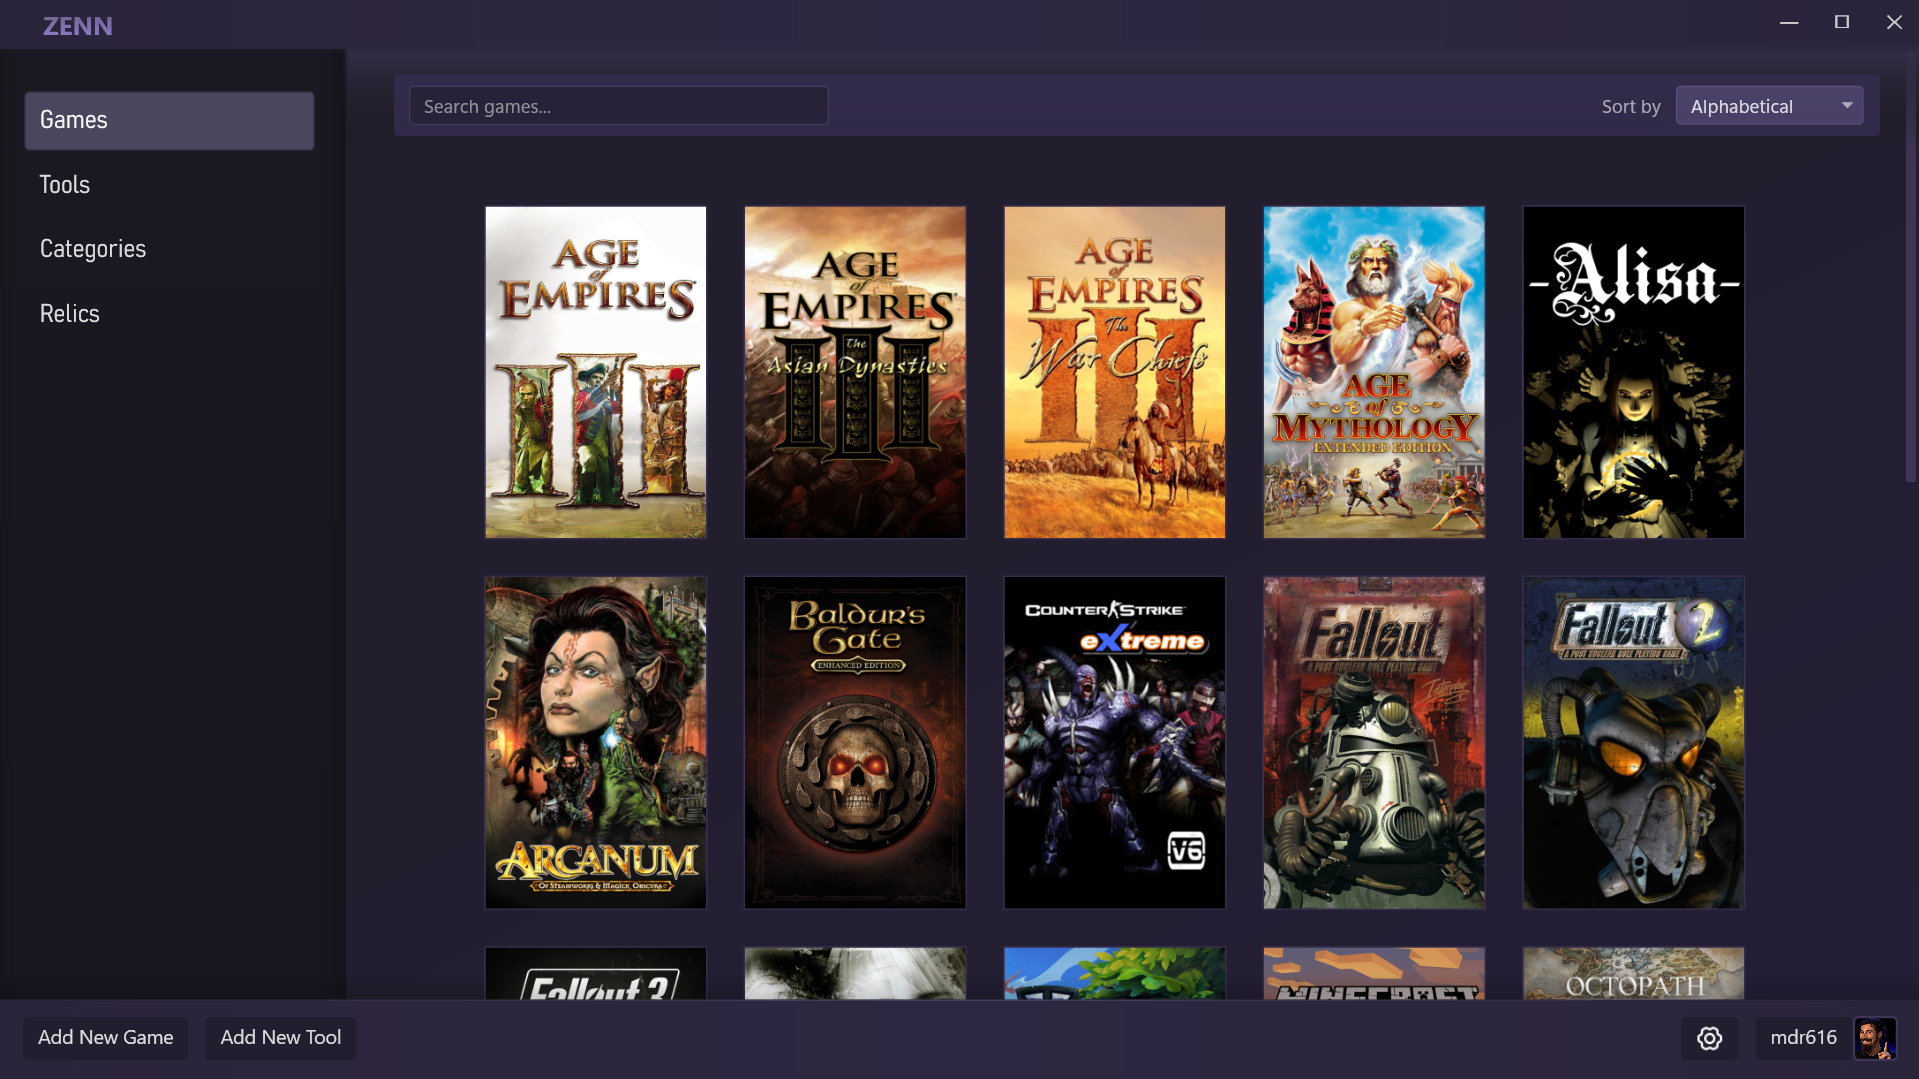 ZENN
Games
Tools
Categories
Relics
Search games...
Sort by
Alphabetical
AGE
of
EMPIRES
III
AGE
of
EMPIRES
III
The
Asian Dynasties
AGE
of
EMPIRES
III
The
War Chiefs
AGE
of
MYTHOLOGY
EXTENDED EDITION
-Alisa-
ARCANUM
OF STEAMWORKS & MAGICK OBSCURA
BALDUR'S
GATE
ENHANCED EDITION
COUNTER STRIKE
eXtreme
V6
Fallout
A POST NUCLEAR ROLE PLAYING GAME
Interplay
Fallout 2
A POST NUCLEAR ROLE PLAYING GAME
Fallout 3
MINECRAFT
OCTOPATH
Add New Game
Add New Tool
mdr616